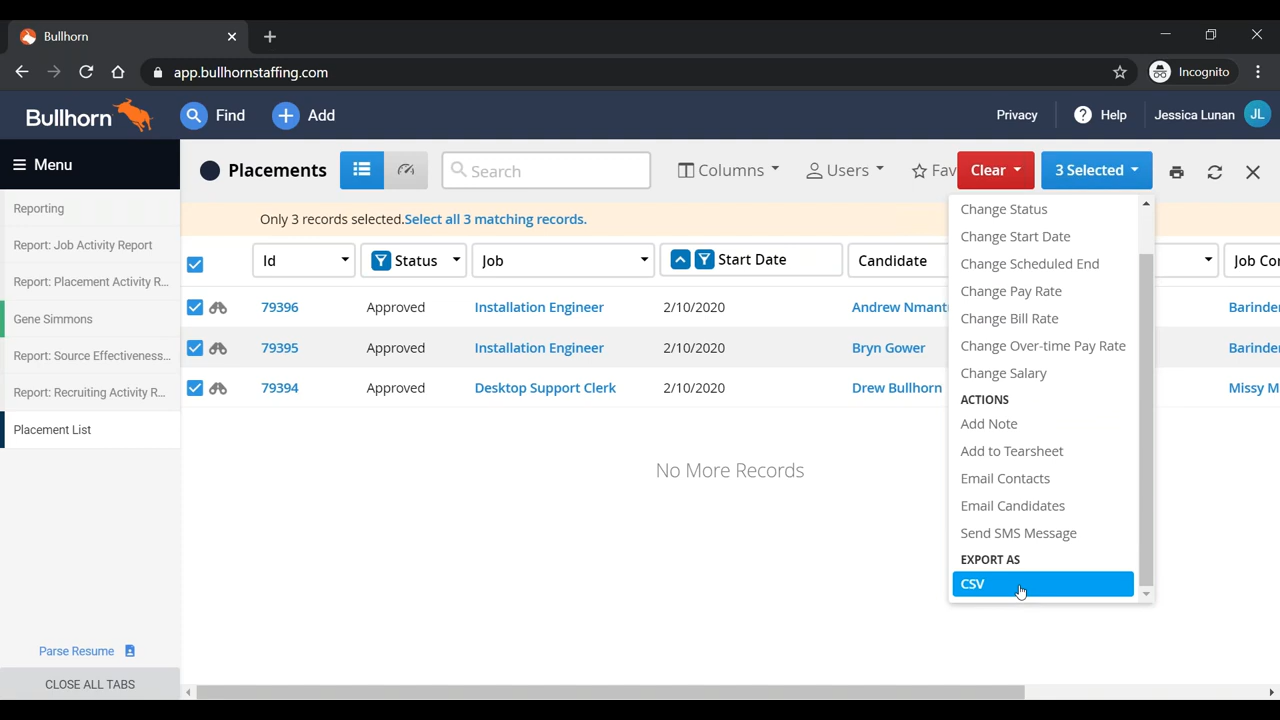 Bullhorn
app.bullhornstaffing.com
Incognito
Bullhorn
Find
Add
Privacy
Help
Jessica Lunan
JL
Menu
Placements
Search
Columns
Users
Fav
Clear
3 Selected
Reporting
Report: Job Activity Report
Report: Placement Activity R...
Gene Simmons
Report: Source Effectiveness...
Report: Recruiting Activity R...
Placement List
Only 3 records selected.Select all 3 matching records.
Id
Status
Job
Start Date
Candidate
Job Cor
79396
Approved
Installation Engineer
2/10/2020
Andrew Nmant
Barinde
79395
Approved
Installation Engineer
2/10/2020
Bryn Gower
Barinde
79394
Approved
Desktop Support Clerk
2/10/2020
Drew Bullhorn
Missy M
No More Records
Change Status
Change Start Date
Change Scheduled End
Change Pay Rate
Change Bill Rate
Change Over-time Pay Rate
Change Salary
ACTIONS
Add Note
Add to Tearsheet
Email Contacts
Email Candidates
Send SMS Message
EXPORT AS
CSV
Parse Resume
CLOSE ALL TABS